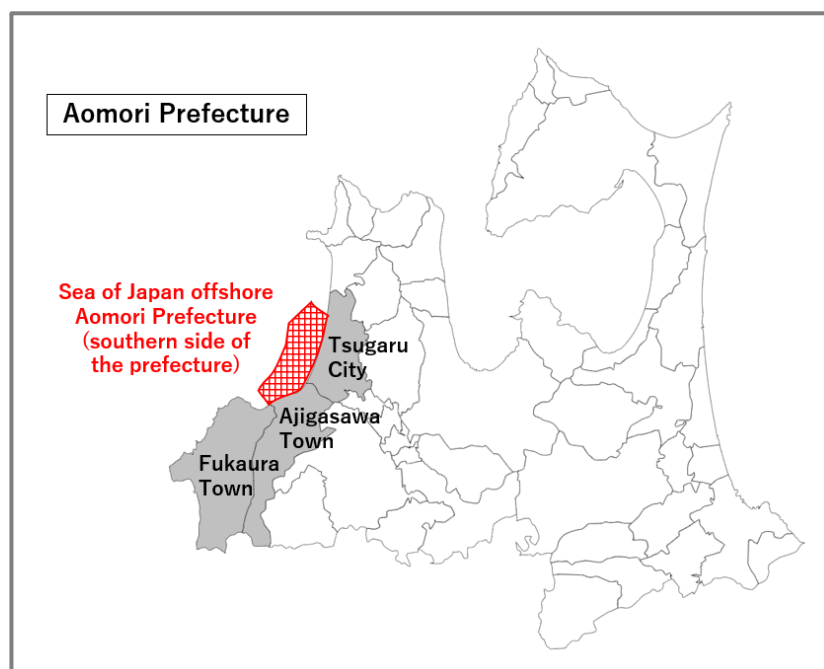 Aomori Prefecture
Sea of Japan offshore
Aomori Prefecture
(southern side of
the prefecture)
Tsugaru
City
Ajigasawa
Town
Fukaura
Town